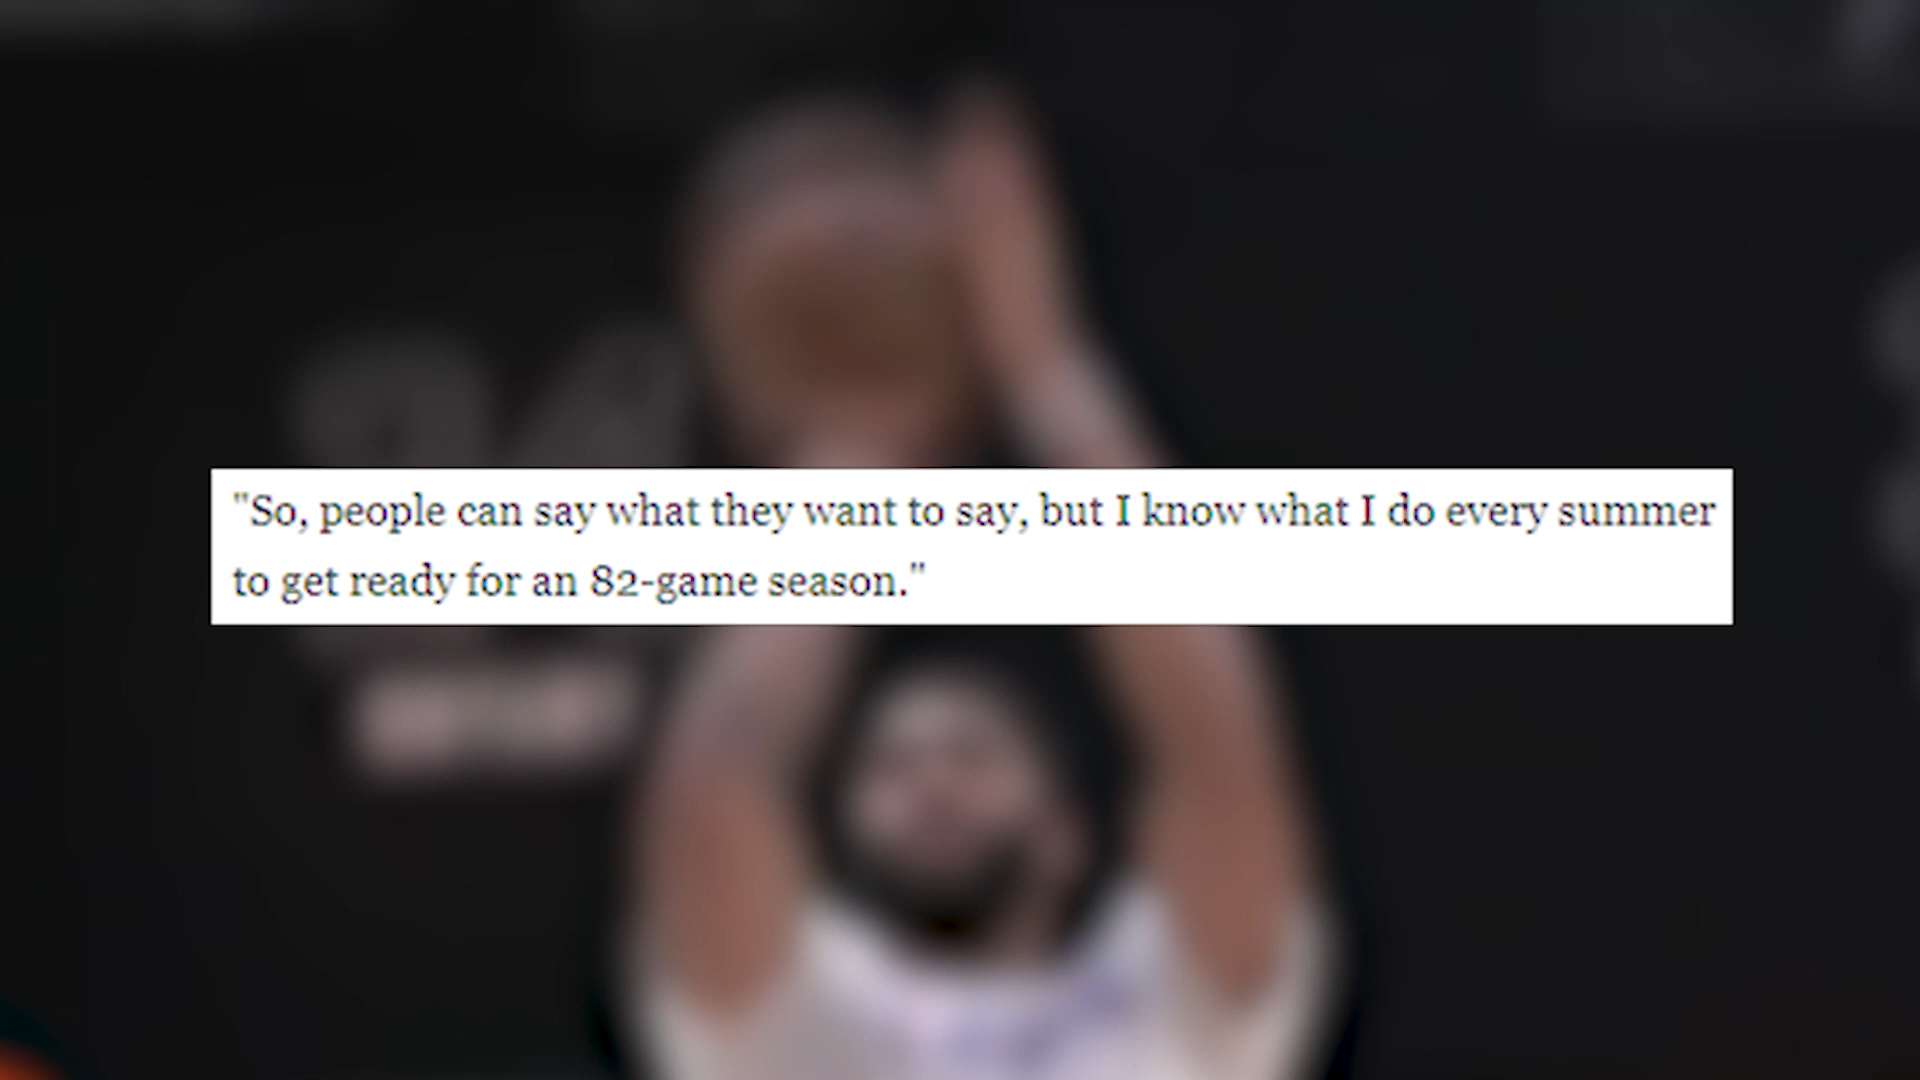 "So, people can say what they want to say, but I know what I do every summer
to get ready for an 82-game season."